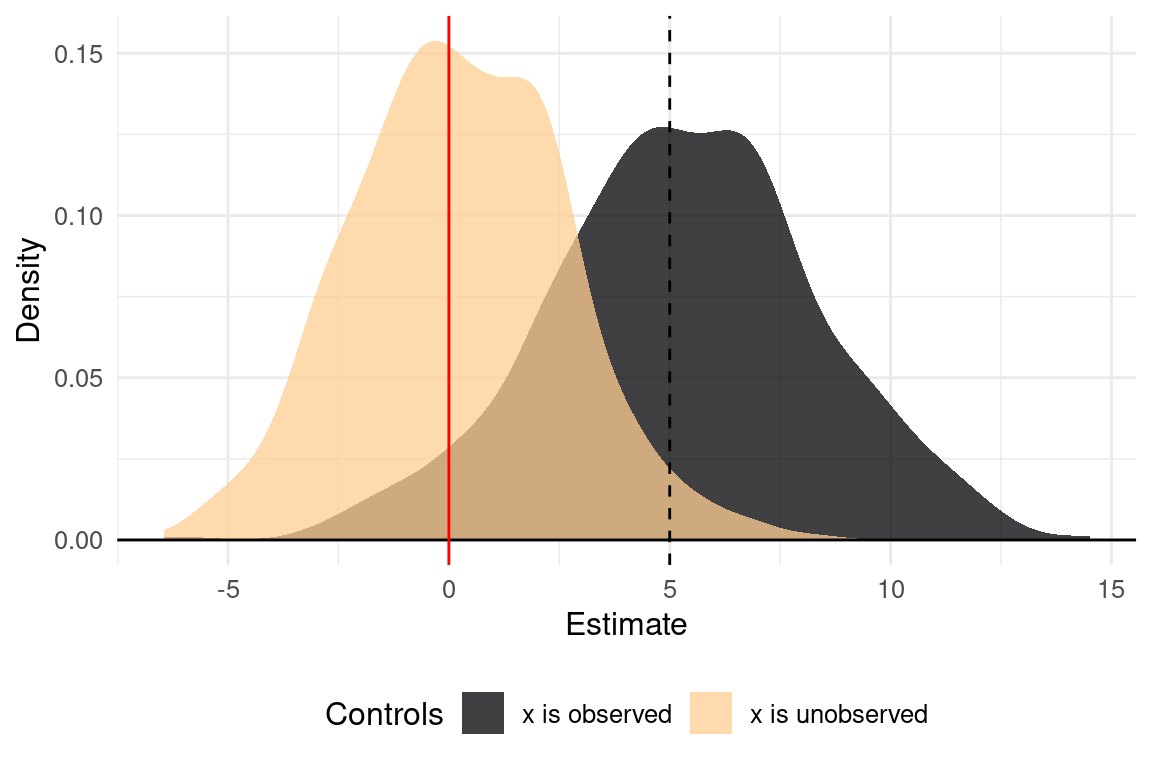 0.15
0.10
0.05
0.00
Density
-5 0 5 10 15
Estimate
Controls x is observed x is unobserved